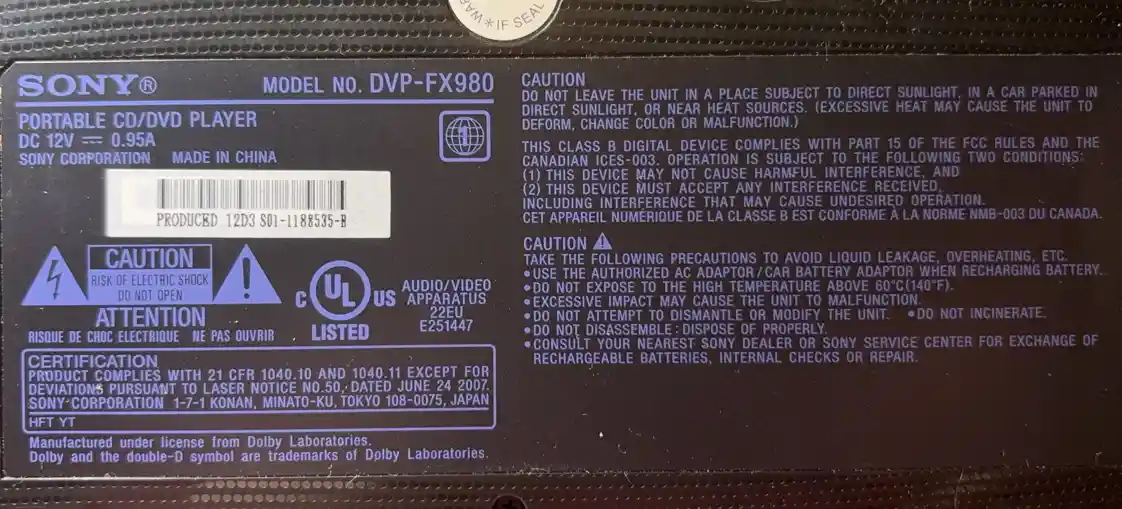 WAR
IF SEAL
SONY®
MODEL NO. DVP-FX980
PORTABLE CD/DVD PLAYER
DC 12V ⎓ 0.95A
SONY CORPORATION MADE IN CHINA
1
PRODUCED 12D3 S01-1188535-B
CAUTION
RISK OF ELECTRIC SHOCK
DO NOT OPEN
ATTENTION
RISQUE DE CHOC ELECTRIQUE NE PAS OUVRIR
C UL US
LISTED
AUDIO/VIDEO
APPARATUS
22EU
E251447
CERTIFICATION
PRODUCT COMPLIES WITH 21 CFR 1040.10 AND 1040.11 EXCEPT FOR
DEVIATIONS PURSUANT TO LASER NOTICE NO.50, DATED JUNE 24 2007.
SONY CORPORATION 1-7-1 KONAN, MINATO-KU, TOKYO 108-0075, JAPAN
HFT YT
Manufactured under license from Dolby Laboratories.
Dolby and the double-D symbol are trademarks of Dolby Laboratories.
CAUTION
DO NOT LEAVE THE UNIT IN A PLACE SUBJECT TO DIRECT SUNLIGHT, IN A CAR PARKED IN
DIRECT SUNLIGHT, OR NEAR HEAT SOURCES. (EXCESSIVE HEAT MAY CAUSE THE UNIT TO
DEFORM, CHANGE COLOR OR MALFUNCTION.)
THIS CLASS B DIGITAL DEVICE COMPLIES WITH PART 15 OF THE FCC RULES AND THE
CANADIAN ICES-003. OPERATION IS SUBJECT TO THE FOLLOWING TWO CONDITIONS:
(1) THIS DEVICE MAY NOT CAUSE HARMFUL INTERFERENCE, AND
(2) THIS DEVICE MUST ACCEPT ANY INTERFERENCE RECEIVED,
INCLUDING INTERFERENCE THAT MAY CAUSE UNDESIRED OPERATION.
CET APPAREIL NUMÉRIQUE DE LA CLASSE B EST CONFORME À LA NORME NMB-003 DU CANADA.
CAUTION ⚠
TAKE THE FOLLOWING PRECAUTIONS TO AVOID LIQUID LEAKAGE, OVERHEATING, ETC.
•USE THE AUTHORIZED AC ADAPTOR/CAR BATTERY ADAPTOR WHEN RECHARGING BATTERY.
•DO NOT EXPOSE TO THE HIGH TEMPERATURE ABOVE 60°C(140°F).
•EXCESSIVE IMPACT MAY CAUSE THE UNIT TO MALFUNCTION.
•DO NOT ATTEMPT TO DISMANTLE OR MODIFY THE UNIT. •DO NOT INCINERATE.
•DO NOT DISASSEMBLE : DISPOSE OF PROPERLY.
•CONSULT YOUR NEAREST SONY DEALER OR SONY SERVICE CENTER FOR EXCHANGE OF
RECHARGEABLE BATTERIES, INTERNAL CHECKS OR REPAIR.